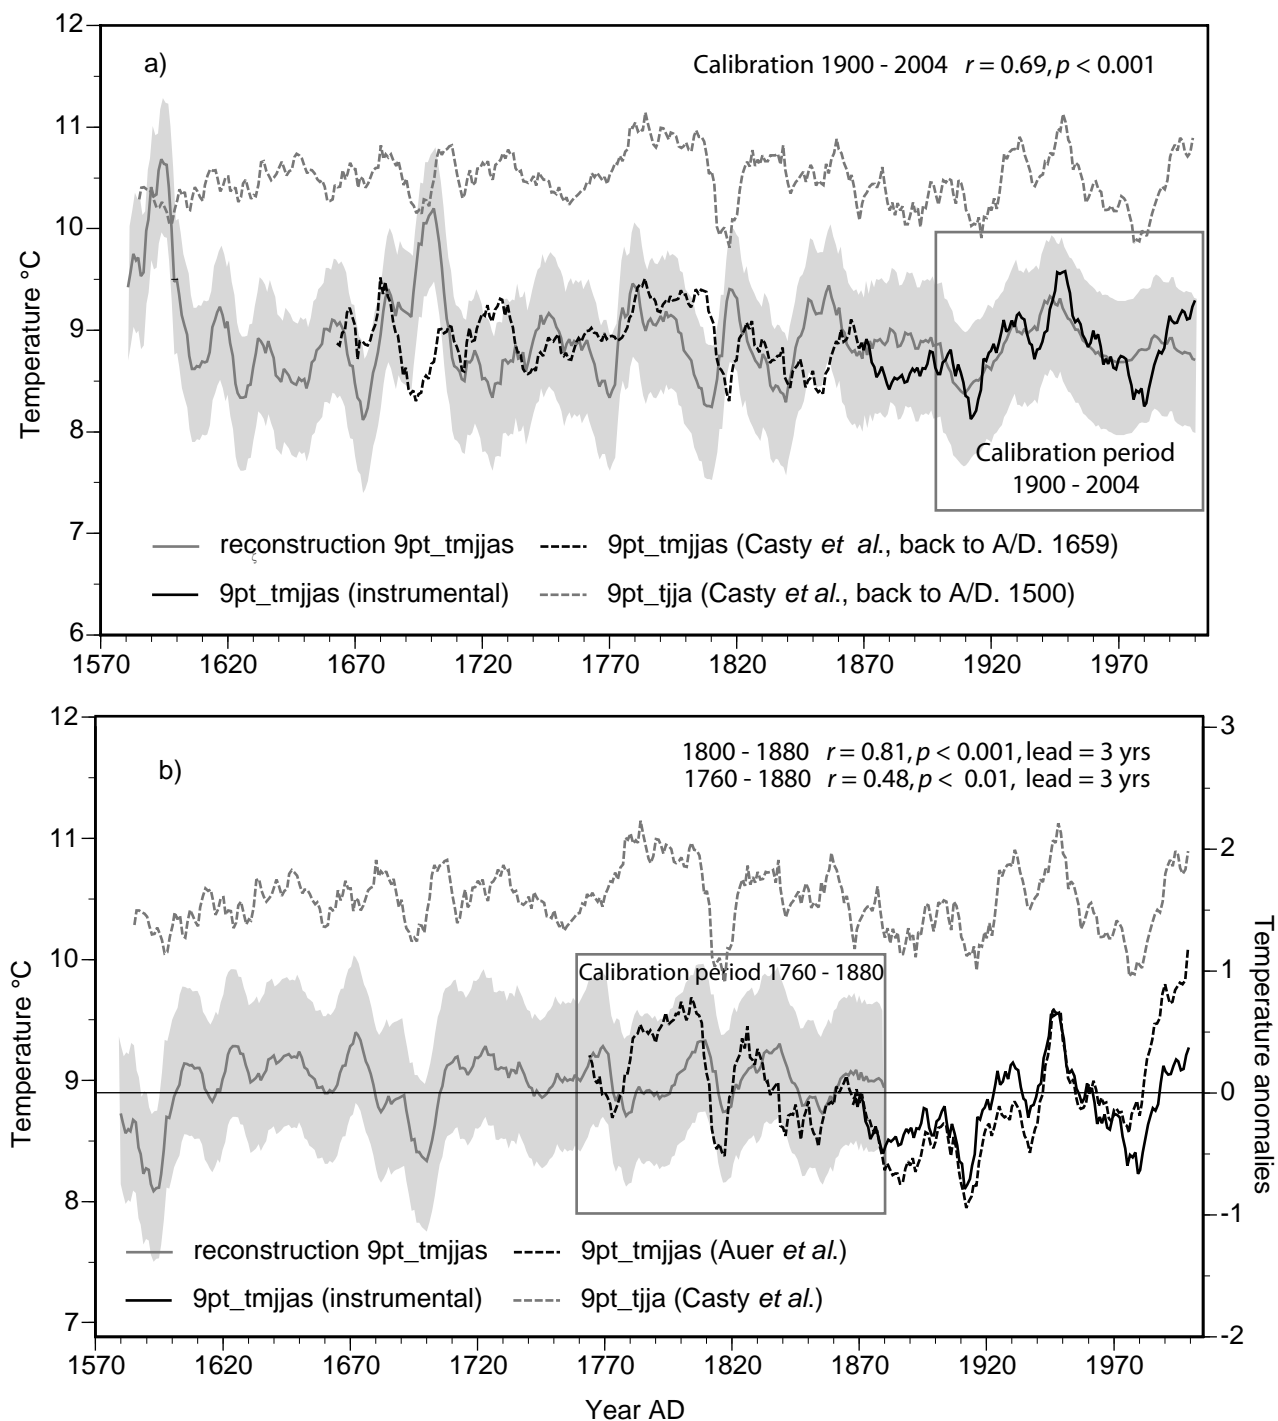 12
a)
Calibration 1900 - 2004 r = 0.69, p < 0.001
11
10
9
8
7
6
Temperature °C
Calibration period
1900 - 2004
reconstruction 9pt_tmjjas
9pt_tmjjas (Casty et al., back to A/D. 1659)
9pt_tmjjas (instrumental)
9pt_tjja (Casty et al., back to A/D. 1500)
1570 1620 1670 1720 1770 1820 1870 1920 1970
12
b)
1800 - 1880 r = 0.81, p < 0.001, lead = 3 yrs
1760 - 1880 r = 0.48, p < 0.01, lead = 3 yrs
11
10
9
8
7
Temperature °C
3
2
1
0
-1
-2
Temperature anomalies
Calibration period 1760 - 1880
reconstruction 9pt_tmjjas
9pt_tmjjas (Auer et al.)
9pt_tmjjas (instrumental)
9pt_tjja (Casty et al.)
1570 1620 1670 1720 1770 1820 1870 1920 1970
Year AD